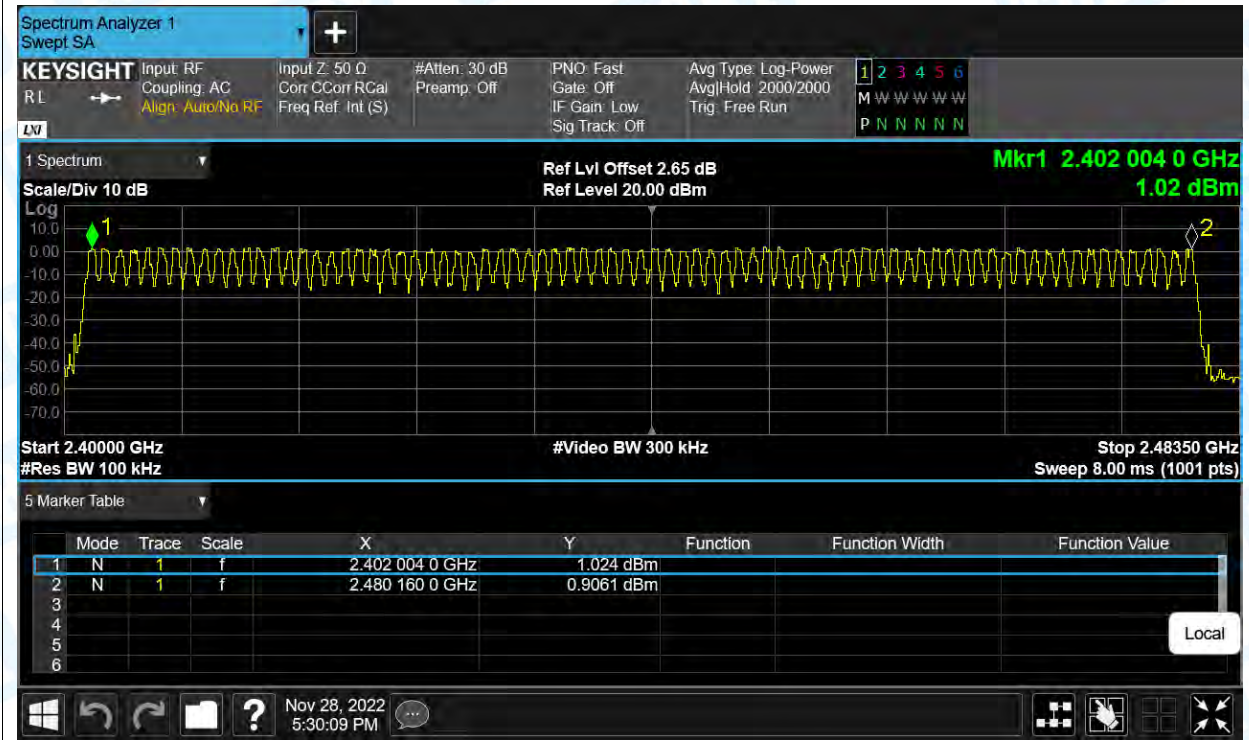 Spectrum Analyzer 1
Swept SA
+
KEYSIGHT Input: RF Input Z: 50 Ω #Atten: 30 dB PNO: Fast Avg Type: Log-Power 1 2 3 4 5 6
R L Coupling: AC Corr CCorr RCal Preamp: Off Gate: Off Avg|Hold: 2000/2000 M W W W W W W
Align: Auto/No RF Freq Ref: Int (S) IF Gain: Low Trig: Free Run
LXI Sig Track: Off P N N N N N N
1 Spectrum Ref Lvl Offset 2.65 dB Mkr1 2.402 004 0 GHz
Scale/Div 10 dB Ref Level 20.00 dBm 1.02 dBm
Log
10.0 1 2
0.00
-10.0
-20.0
-30.0
-40.0
-50.0
-60.0
-70.0
Start 2.40000 GHz #Video BW 300 kHz Stop 2.48350 GHz
#Res BW 100 kHz Sweep 8.00 ms (1001 pts)
5 Marker Table
Mode Trace Scale X Y Function Function Width Function Value
1 N 1 f 2.402 004 0 GHz 1.024 dBm
2 N 1 f 2.480 160 0 GHz 0.9061 dBm
3
4
5
6
Local
? Nov 28, 2022
5:30:09 PM